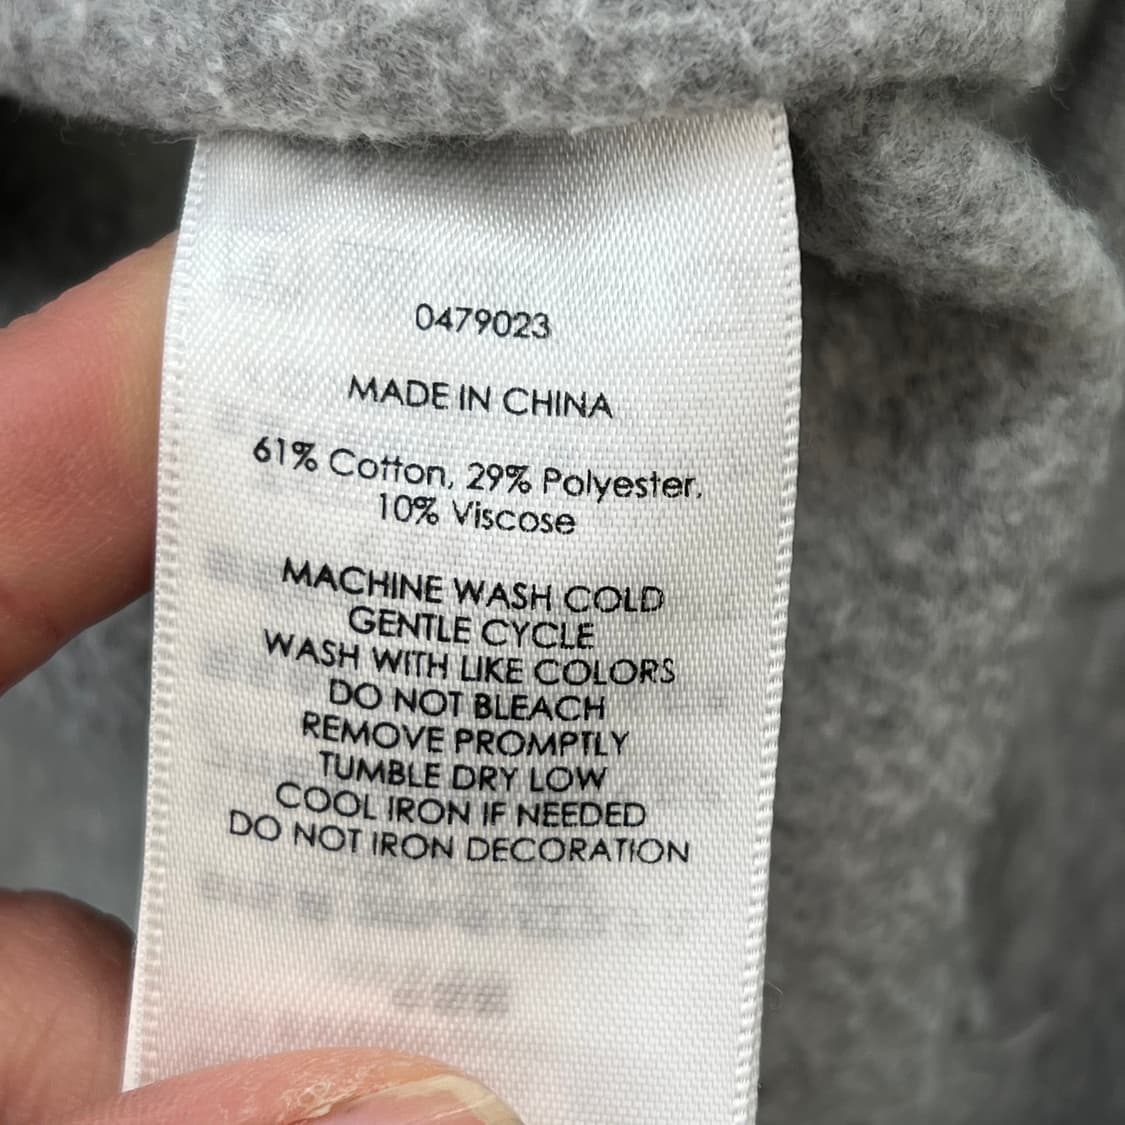 0479023
MADE IN CHINA
61% Cotton, 29% Polyester,
10% Viscose
MACHINE WASH COLD
GENTLE CYCLE
WASH WITH LIKE COLORS
DO NOT BLEACH
REMOVE PROMPTLY
TUMBLE DRY LOW
COOL IRON IF NEEDED
DO NOT IRON DECORATION